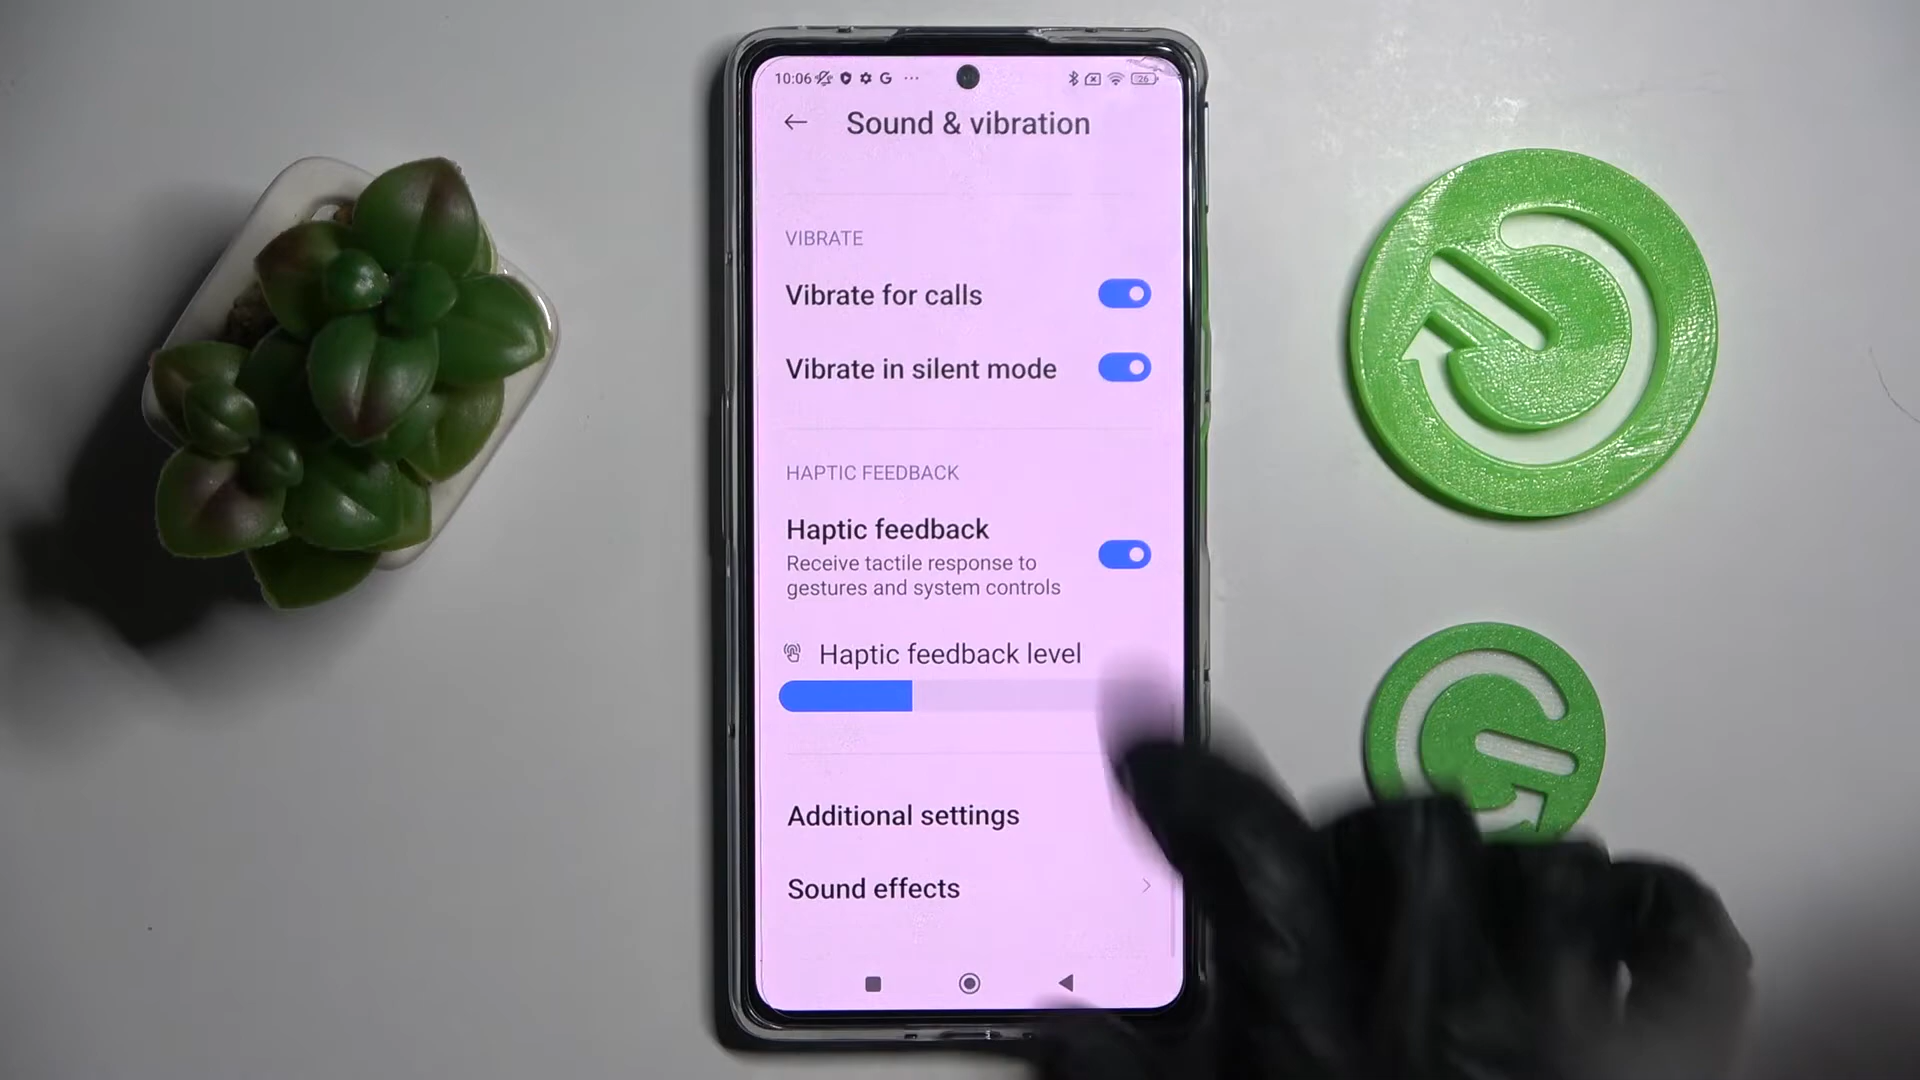 10:06 G ...
26
Sound & vibration
VIBRATE
Vibrate for calls
Vibrate in silent mode
HAPTIC FEEDBACK
Haptic feedback
Receive tactile response to
gestures and system controls
Haptic feedback level
Additional settings
Sound effects